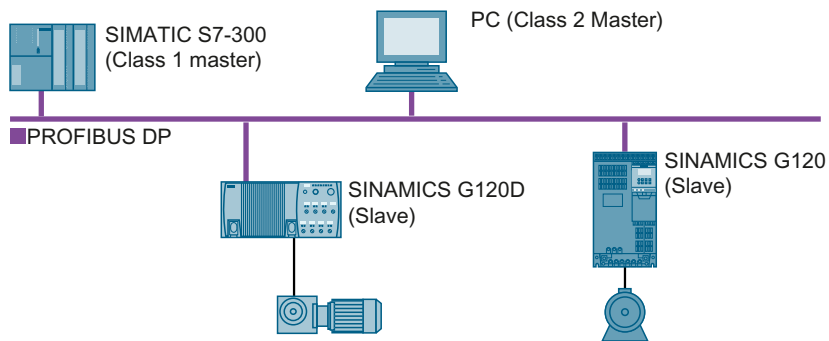 SIMATIC S7-300
(Class 1 master)
PC (Class 2 Master)
PROFIBUS DP
SINAMICS G120D
(Slave)
SINAMICS G120
(Slave)